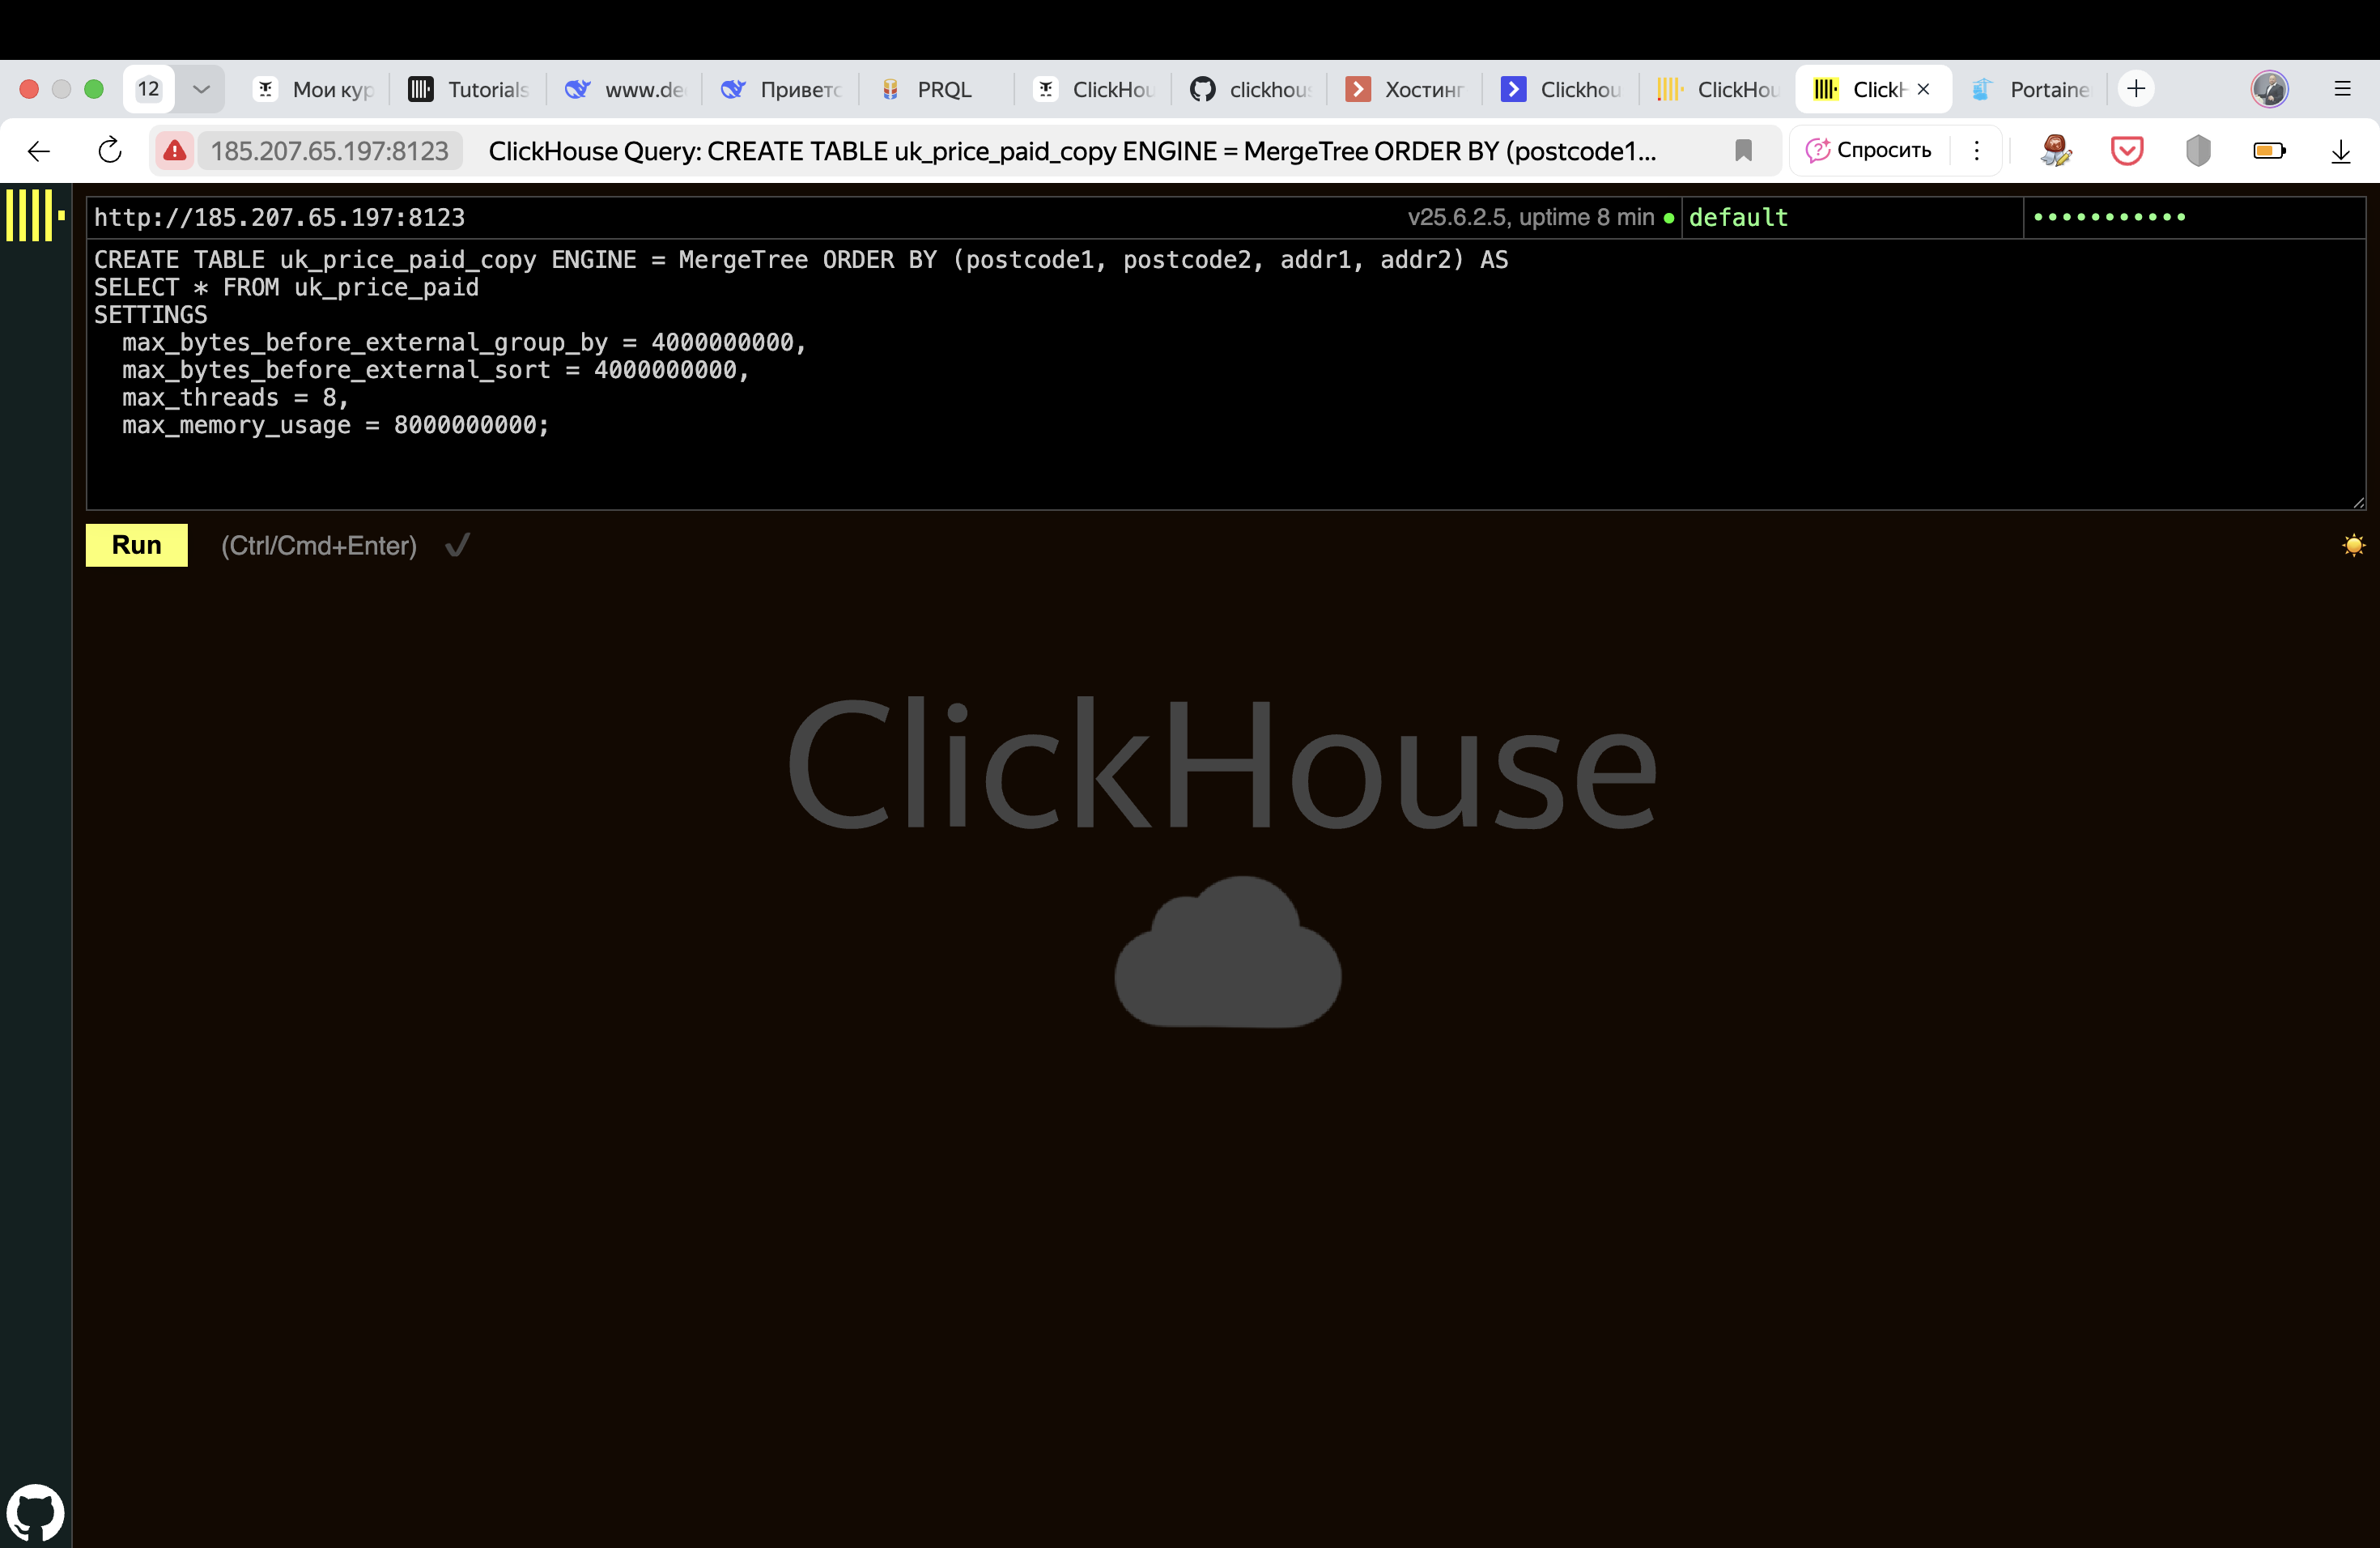 12
Мои кур
Tutorials
www.de
Приветс
PRQL
ClickHou
clickhous
Хостинг
Clickhou
ClickHou
ClickH
Portaine
185.207.65.197:8123
ClickHouse Query: CREATE TABLE uk_price_paid_copy ENGINE = MergeTree ORDER BY (postcode1...
Спросить
http://185.207.65.197:8123
v25.6.2.5, uptime 8 min
default
CREATE TABLE uk_price_paid_copy ENGINE = MergeTree ORDER BY (postcode1, postcode2, addr1, addr2) AS
SELECT * FROM uk_price_paid
SETTINGS
max_bytes_before_external_group_by = 4000000000,
max_bytes_before_external_sort = 4000000000,
max_threads = 8,
max_memory_usage = 8000000000;
Run
(Ctrl/Cmd+Enter)
ClickHouse